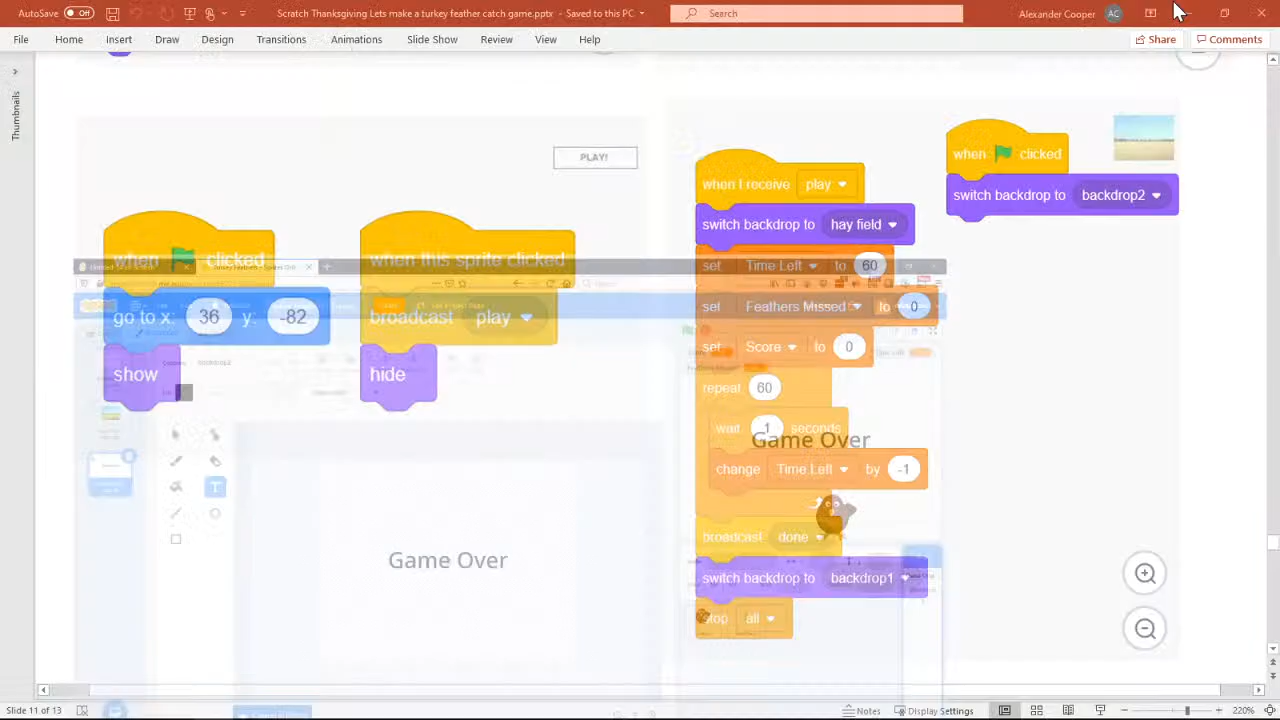 AutoSave Off Scratch Thanksgiving Lets make a turkey feather catch game.pptx - Saved to this PC Search Alexander Cooper AC
File Home Insert Draw Design Transitions Animations Slide Show Review View Help Share Comments
Thumbnails
PLAY!
when clicked
go to x: 36 y: -82
show
when this sprite clicked
broadcast play
hide
when I receive play
switch backdrop to hay field
set Time Left to 60
set Feathers Missed to 0
set Score to 0
repeat 60
wait 1 seconds
change Time Left by -1
broadcast done
switch backdrop to backdrop1
stop all
when clicked
switch backdrop to backdrop2
Game Over
backdrop2
T
Game Over
Slide 11 of 13 Notes Display Settings 220%